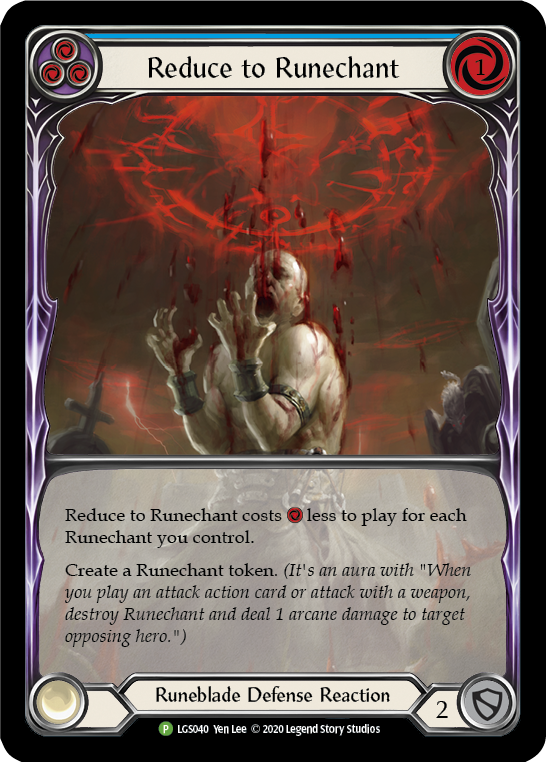 Reduce to Runechant
1
Reduce to Runechant costs less to play for each
Runechant you control.
Create a Runechant token. (It's an aura with "When
you play an attack action card or attack with a weapon,
destroy Runechant and deal 1 arcane damage to target
opposing hero.")
Runeblade Defense Reaction
2
P LGS040 Yen Lee © 2020 Legend Story Studios